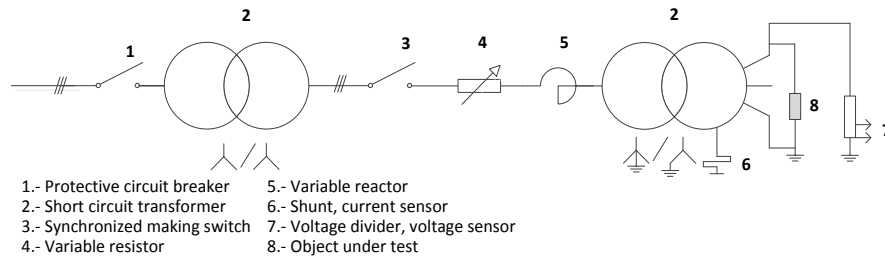 2
2
1
3
4
5
8
7
6
1.- Protective circuit breaker
2.- Short circuit transformer
3.- Synchronized making switch
4.- Variable resistor
5.- Variable reactor
6.- Shunt, current sensor
7.- Voltage divider, voltage sensor
8.- Object under test